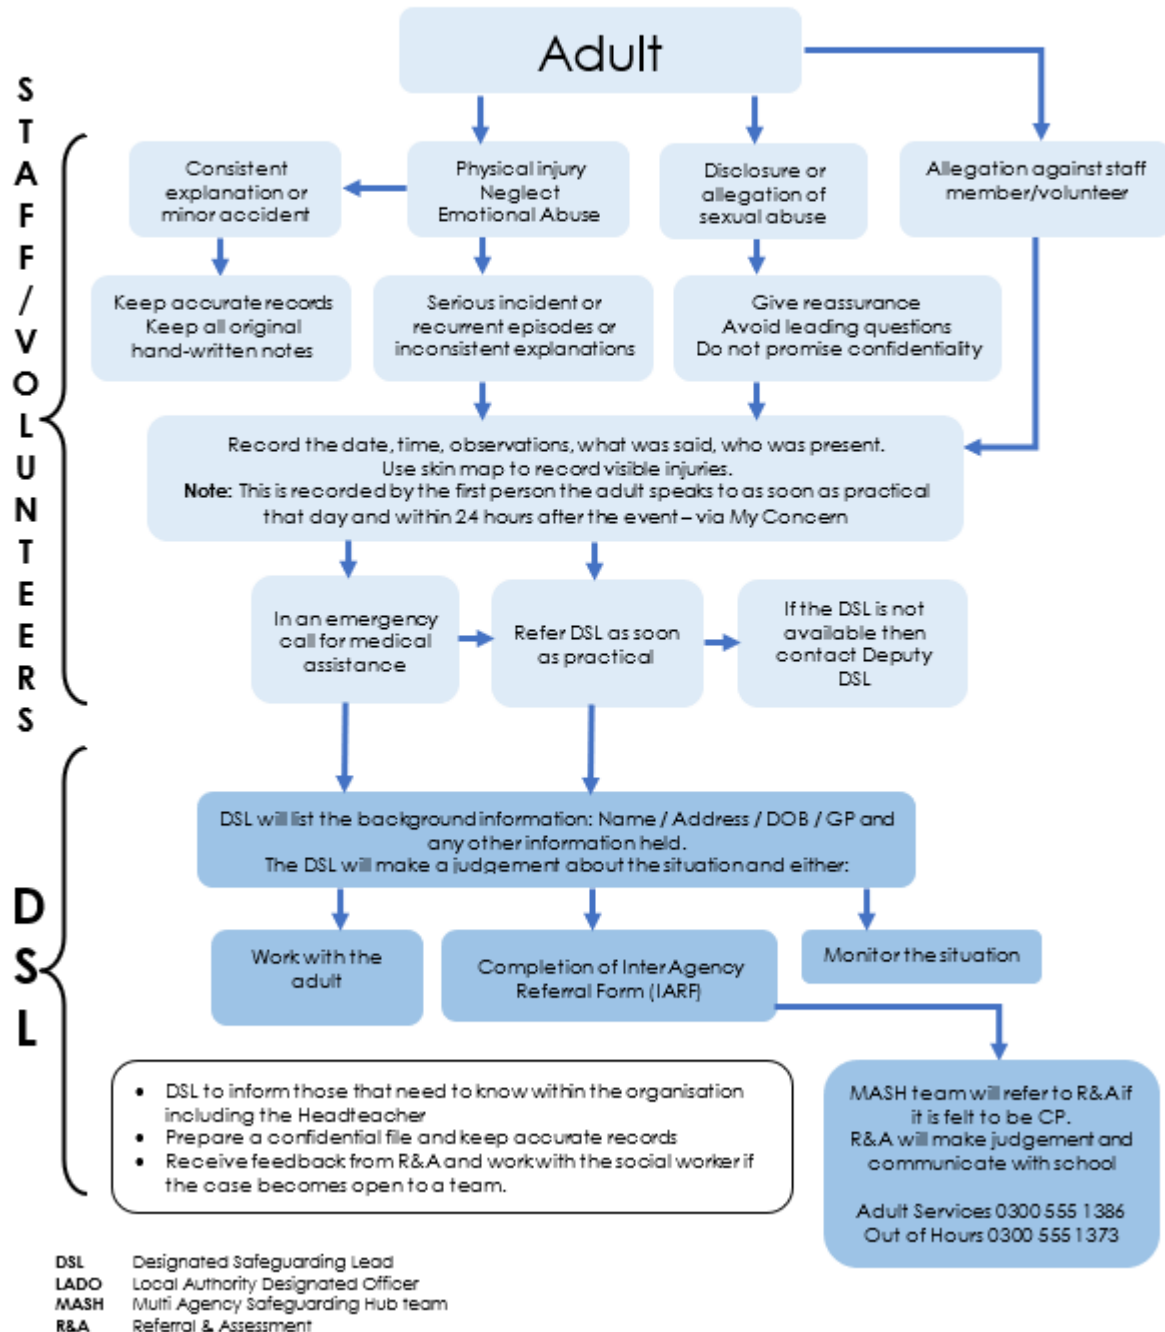 Adult
STAFF/VOLUNTEERS
Consistent
explanation or
minor accident
Physical injury
Neglect
Emotional Abuse
Disclosure or
allegation of
sexual abuse
Allegation against staff
member/volunteer
Keep accurate records
Keep all original
hand-written notes
Serious incident or
recurrent episodes or
inconsistent explanations
Give reassurance
Avoid leading questions
Do not promise confidentiality
Record the date, time, observations, what was said, who was present.
Use skin map to record visible injuries.
Note: This is recorded by the first person the adult speaks to as soon as practical
that day and within 24 hours after the event – via My Concern
In an emergency
call for medical
assistance
Refer DSL as soon
as practical
If the DSL is not
available then
contact Deputy
DSL
DSL
DSL will list the background information: Name / Address / DOB / GP and
any other information held.
The DSL will make a judgement about the situation and either:
Work with the
adult
Completion of Inter Agency
Referral Form (IARF)
Monitor the situation
• DSL to inform those that need to know within the organisation
including the Headteacher
• Prepare a confidential file and keep accurate records
• Receive feedback from R&A and work with the social worker if
the case becomes open to a team.
MASH team will refer to R&A if
it is felt to be CP.
R&A will make judgement and
communicate with school
Adult Services 0300 555 1386
Out of Hours 0300 555 1373
DSL Designated Safeguarding Lead
LADO Local Authority Designated Officer
MASH Multi Agency Safeguarding Hub team
R&A Referral & Assessment